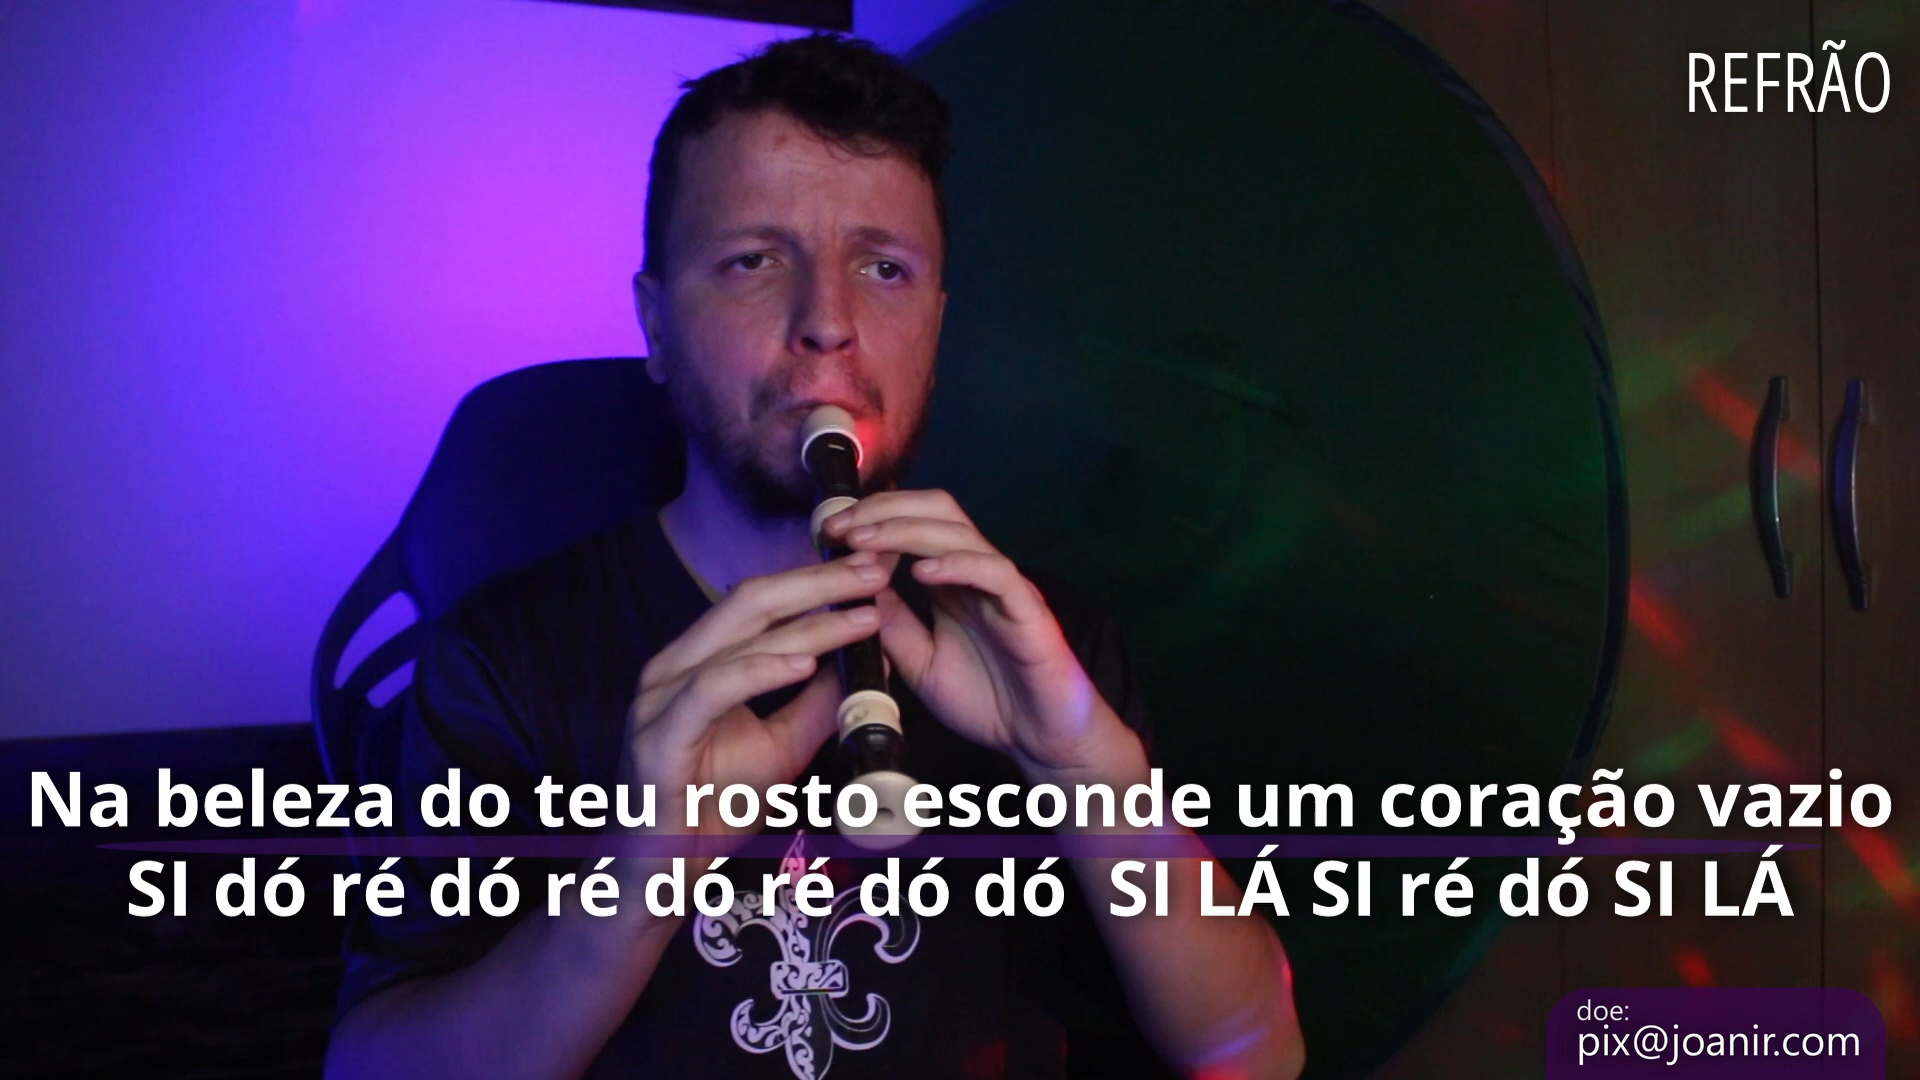 REFRÃO
Na beleza do teu rosto esconde um coração vazio
SI dó ré dó ré dó ré dó dó SI LÁ SI ré dó SI LÁ
doe:
pix@joanir.com